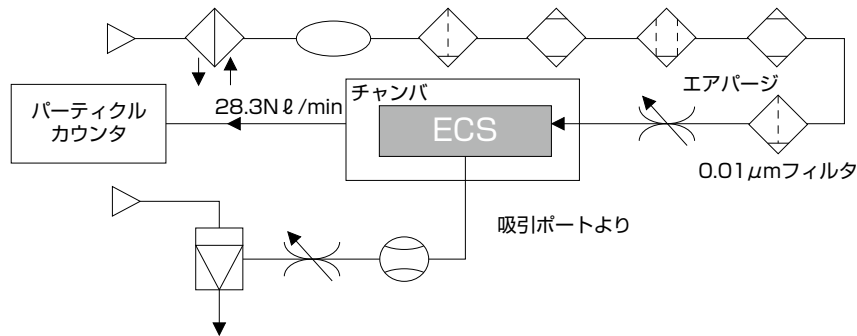 エアパージ
チャンバ
パーティクル
カウンタ
28.3Nℓ/min
ECS
0.01μmフィルタ
吸引ポートより